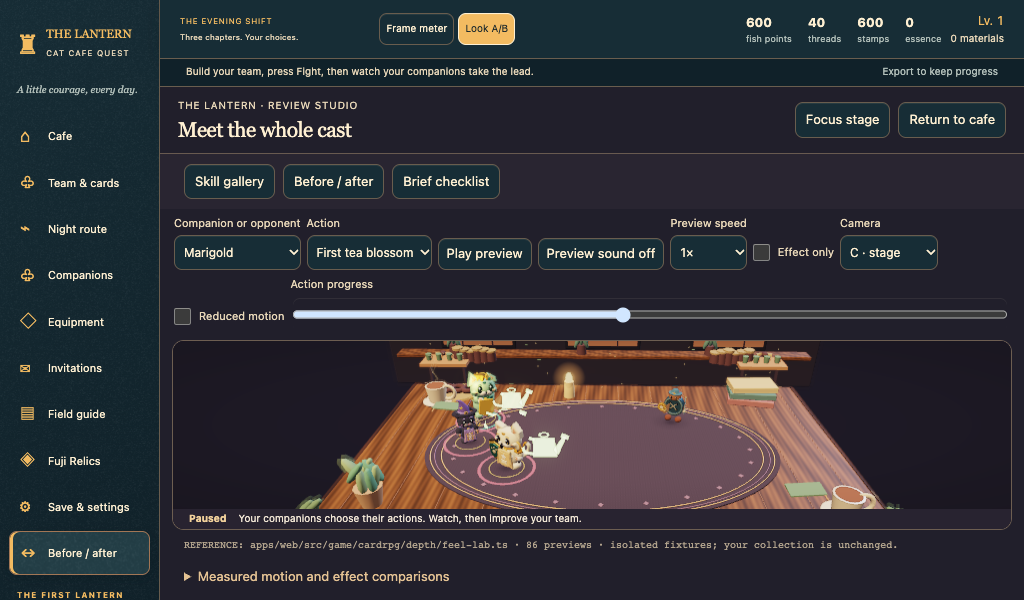 THE LANTERN
CAT CAFE QUEST
A little courage, every day.
Cafe
Team & cards
Night route
Companions
Equipment
Invitations
Field guide
Fuji Relics
Save & settings
Before / after
THE FIRST LANTERN
THE EVENING SHIFT
Three chapters. Your choices.
Frame meter
Look A/B
600 fish points
40 threads
600 stamps
0 essence
Lv. 1
0 materials
Build your team, press Fight, then watch your companions take the lead.
Export to keep progress
THE LANTERN · REVIEW STUDIO
Meet the whole cast
Focus stage
Return to cafe
Skill gallery
Before / after
Brief checklist
Companion or opponent
Marigold
Action
First tea blossom
Play preview
Preview sound off
Preview speed
1×
Effect only
Camera
C · stage
Reduced motion
Action progress
Paused
Your companions choose their actions. Watch, then improve your team.
REFERENCE: apps/web/src/game/cardrpg/depth/feel-lab.ts · 86 previews · isolated fixtures; your collection is unchanged.
Measured motion and effect comparisons